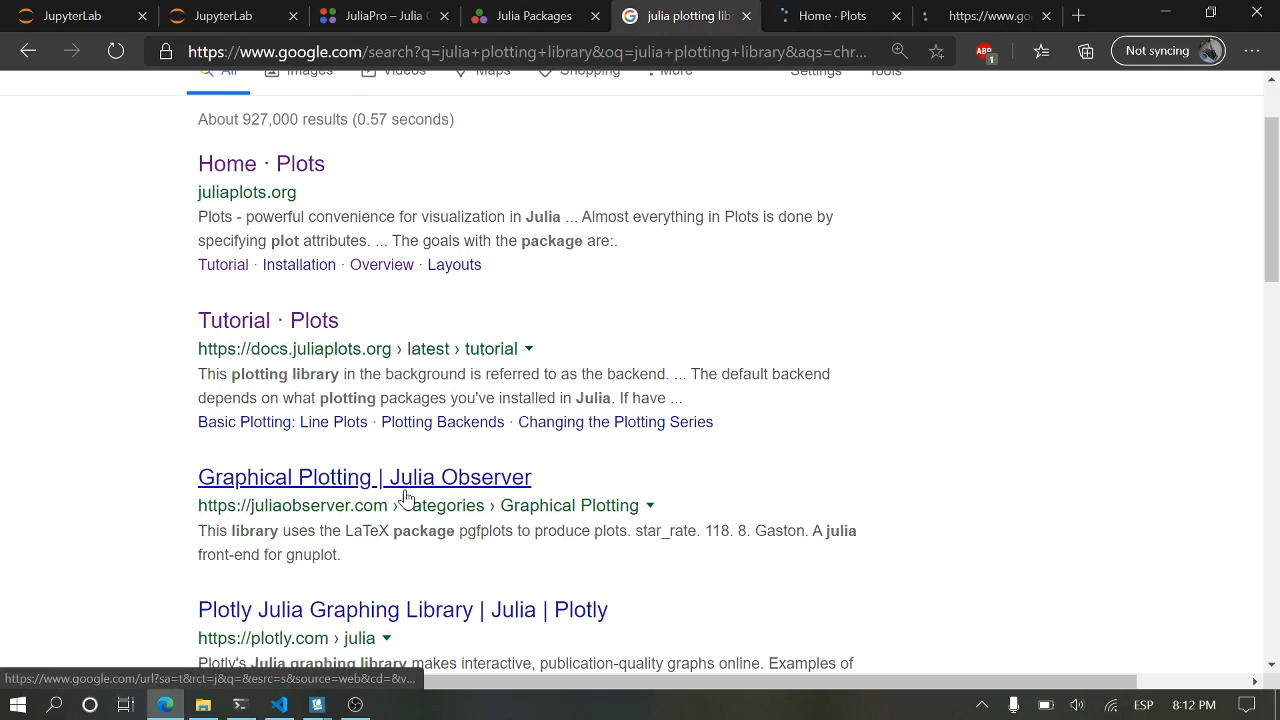 JupyterLab
JupyterLab
JuliaPro – Julia C
Julia Packages
julia plotting lib
Home · Plots
https://www.go
https://www.google.com/search?q=julia+plotting+library&oq=julia+plotting+library&aqs=chr...
ABP
1
Not syncing
All
Images
Videos
Maps
Shopping
More
Settings
Tools
About 927,000 results (0.57 seconds)
Home · Plots
juliaplots.org
Plots - powerful convenience for visualization in Julia ... Almost everything in Plots is done by
specifying plot attributes. ... The goals with the package are:.
Tutorial · Installation · Overview · Layouts
Tutorial · Plots
https://docs.juliaplots.org › latest › tutorial
This plotting library in the background is referred to as the backend. ... The default backend
depends on what plotting packages you've installed in Julia. If have ...
Basic Plotting: Line Plots · Plotting Backends · Changing the Plotting Series
Graphical Plotting | Julia Observer
https://juliaobserver.com › categories › Graphical Plotting
This library uses the LaTeX package pgfplots to produce plots. star_rate. 118. 8. Gaston. A julia
front-end for gnuplot.
Plotly Julia Graphing Library | Julia | Plotly
https://plotly.com › julia
Plotly's Julia graphing library makes interactive, publication-quality graphs online. Examples of
https://www.google.com/url?sa=t&rct=j&q=&esrc=s&source=web&cd=&v...
ESP
8:12 PM